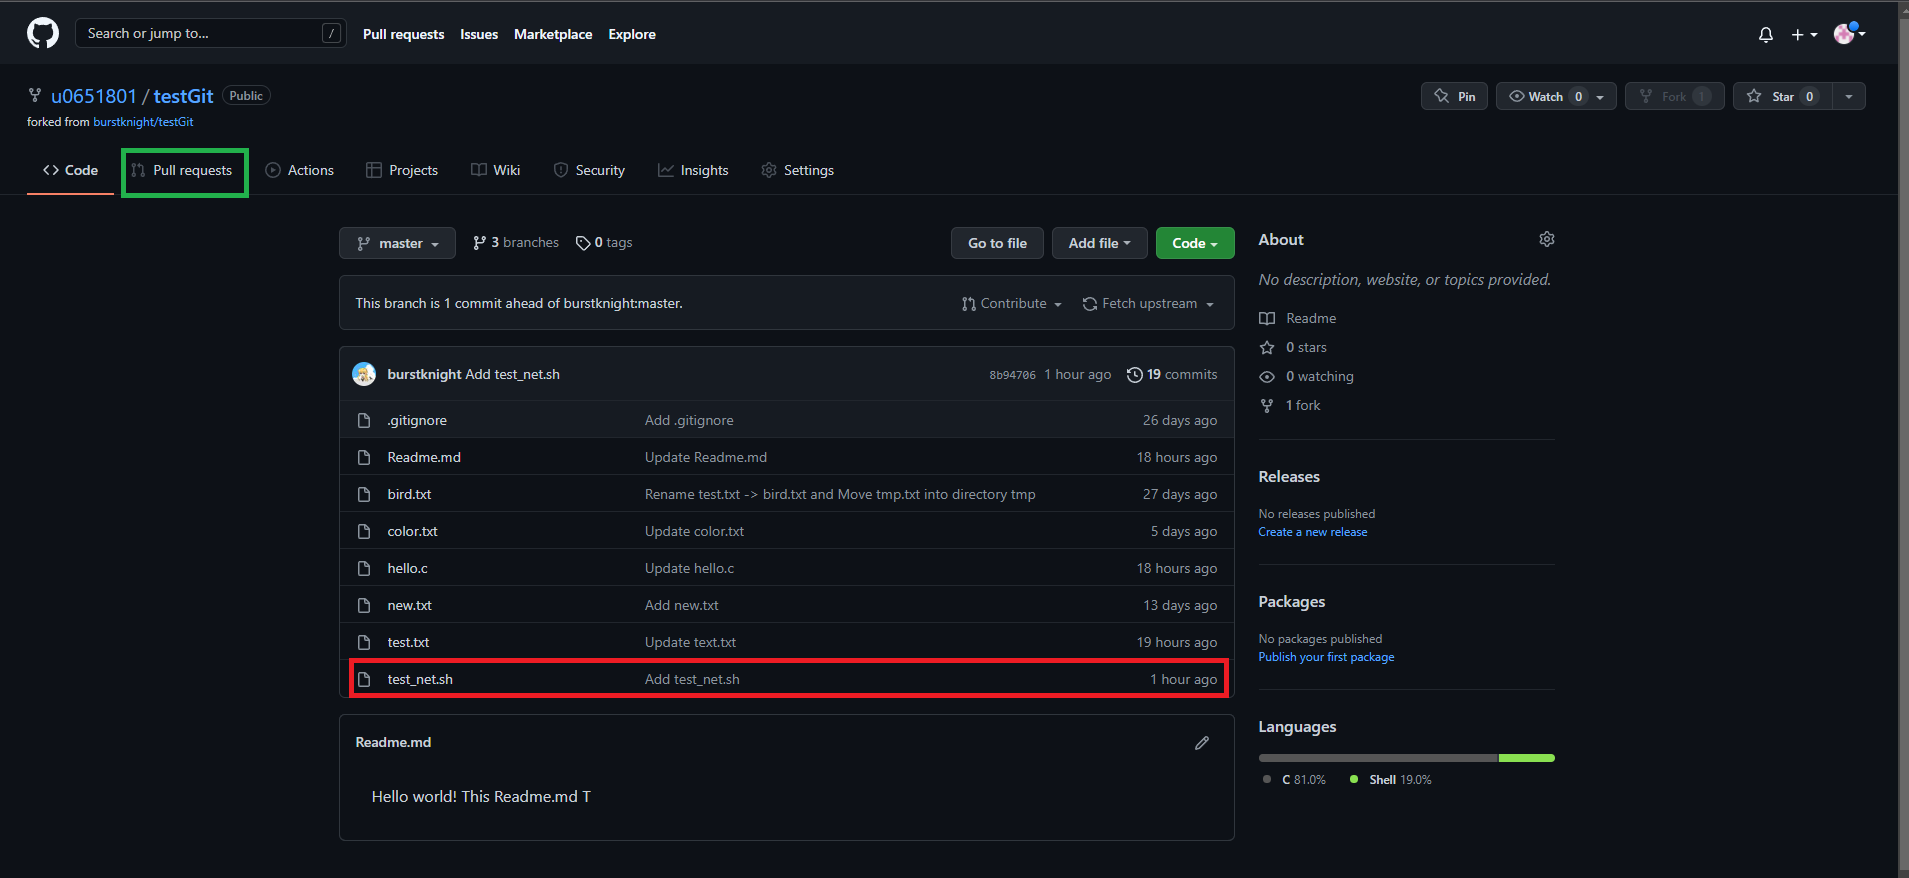 Search or jump to... /
Pull requests Issues Marketplace Explore
u0651801 / testGit Public
forked from burstknight/testGit
Pin Watch 0 Fork 1 Star 0
Code Pull requests Actions Projects Wiki Security Insights Settings
master 3 branches 0 tags
Go to file Add file Code
This branch is 1 commit ahead of burstknight:master. Contribute Fetch upstream
burstknight Add test_net.sh 8b94706 1 hour ago 19 commits
.gitignore Add .gitignore 26 days ago
Readme.md Update Readme.md 18 hours ago
bird.txt Rename test.txt -> bird.txt and Move tmp.txt into directory tmp 27 days ago
color.txt Update color.txt 5 days ago
hello.c Update hello.c 18 hours ago
new.txt Add new.txt 13 days ago
test.txt Update text.txt 19 hours ago
test_net.sh Add test_net.sh 1 hour ago
Readme.md
Hello world! This Readme.md T
About
No description, website, or topics provided.
Readme
0 stars
0 watching
1 fork
Releases
No releases published
Create a new release
Packages
No packages published
Publish your first package
Languages
C 81.0% Shell 19.0%